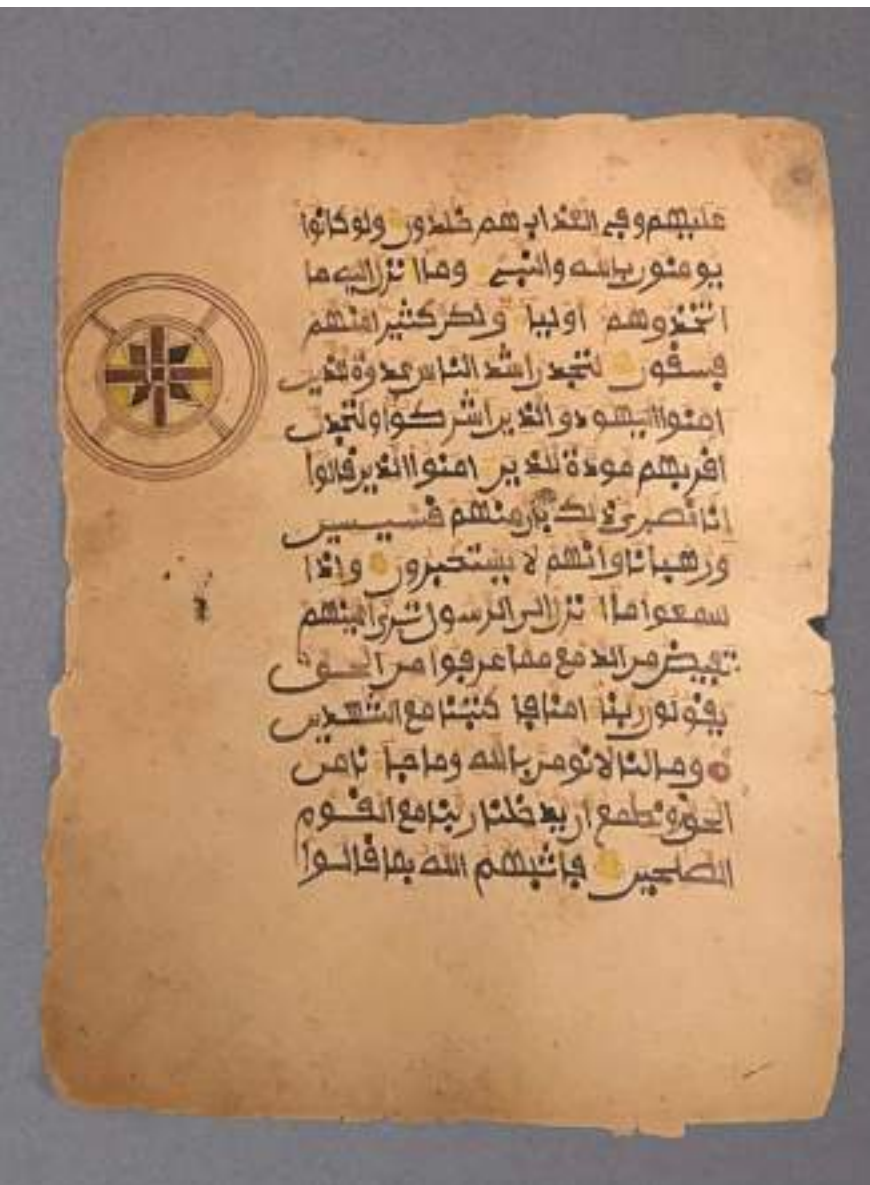 عليهم وفى العذاب هم خلدون ولو كانوا
يومنون بالله والنبى وما انزل اليه ما
اتخذوهم اوليا ولكن كثيرا منهم
فسقون لتجدن اشد الناس عدوة للذين
امنوا اليهود والذين اشركوا ولتجدن
اقربهم مودة للذين امنوا الذين قالوا
انا نصرى ذلك بان منهم قسيسين
ورهبانا وانهم لا يستكبرون واذا
سمعوا ما انزل الى الرسول ترى اعينهم
تفيض من الدمع مما عرفوا من الحق
يقولون ربنا امنا فاكتبنا مع الشهدين
وما لنا لا نومن بالله وما جا نا من
الحق ونطمع ان يدخلنا ربنا مع القوم
الصلحين فاثبهم الله بما قالوا